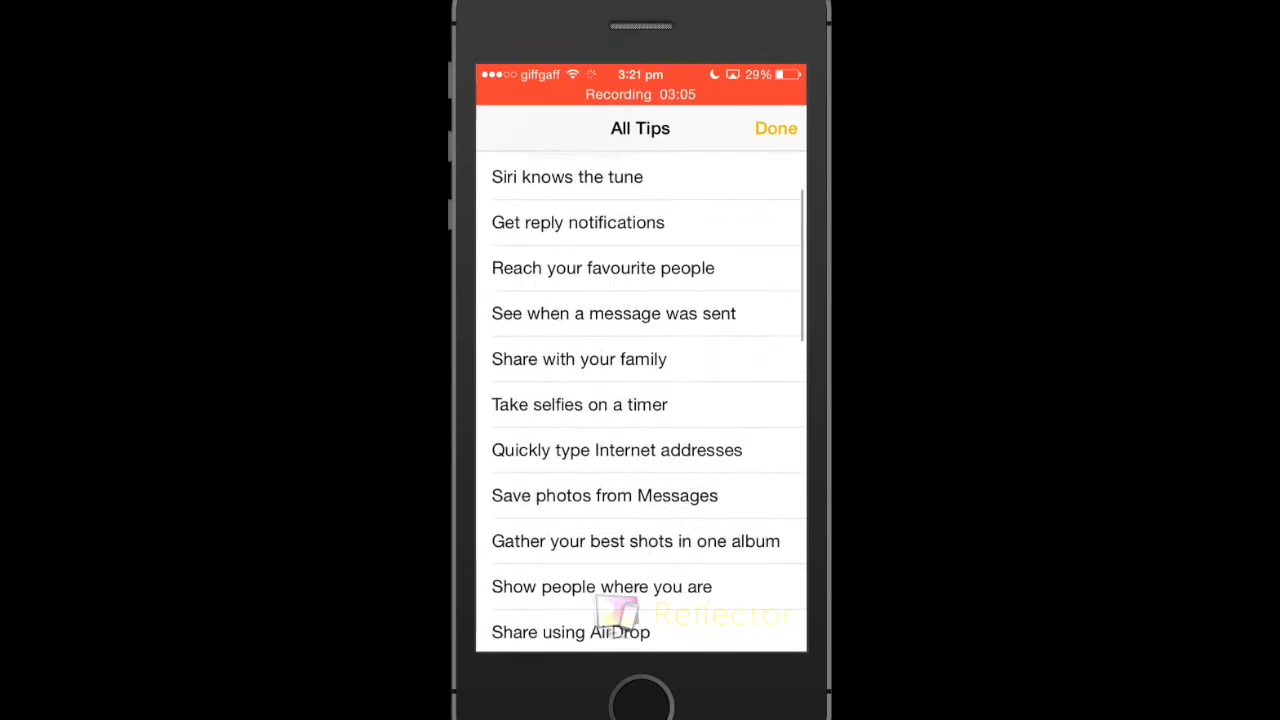 giffgaff 3:21 pm 29%
Recording 03:05
All Tips Done
Siri knows the tune
Get reply notifications
Reach your favourite people
See when a message was sent
Share with your family
Take selfies on a timer
Quickly type Internet addresses
Save photos from Messages
Gather your best shots in one album
Show people where you are
Reflector
Share using AirDrop